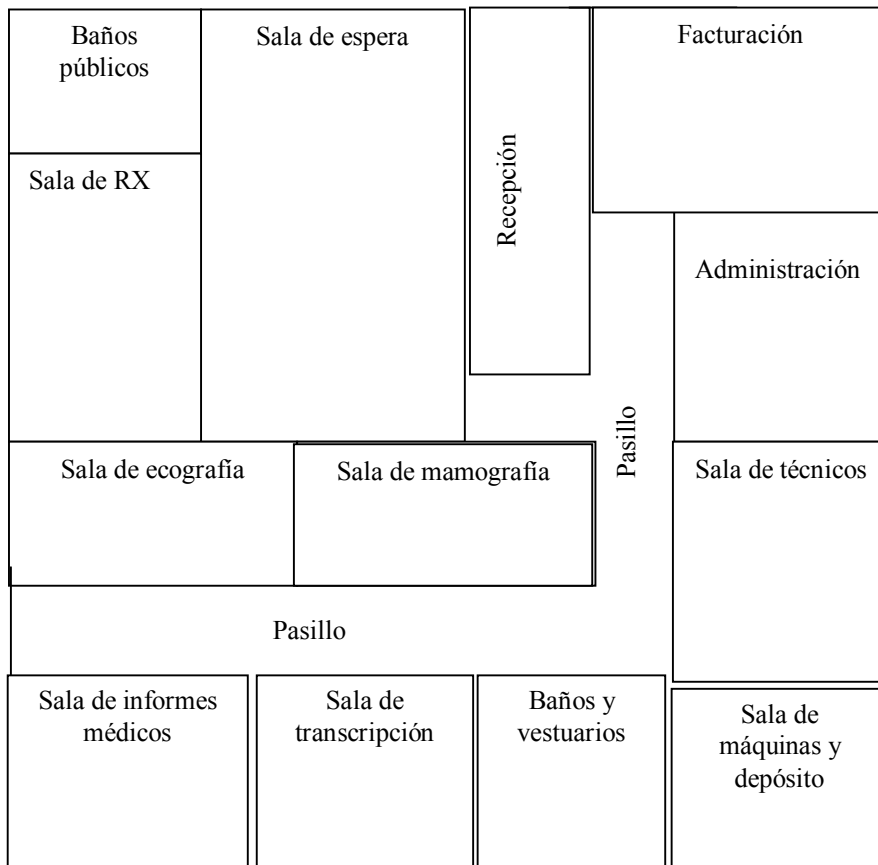 Baños
públicos
Sala de espera
Facturación
Recepción
Sala de RX
Administración
Pasillo
Sala de ecografía
Sala de mamografía
Sala de técnicos
Pasillo
Sala de informes
médicos
Sala de
transcripción
Baños y
vestuarios
Sala de
máquinas y
depósito